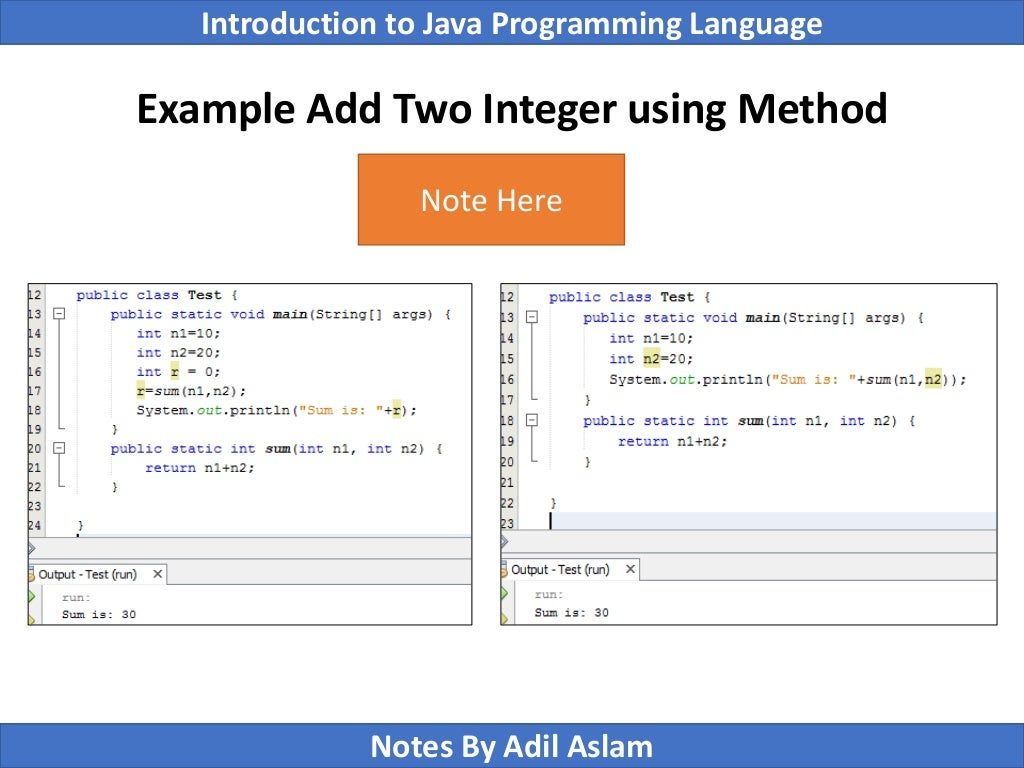 Introduction to Java Programming Language
Example Add Two Integer using Method
Note Here
12 public class Test {
13 public static void main(String[] args) {
14 int n1=10;
15 int n2=20;
16 int r = 0;
17 r=sum(n1,n2);
18 System.out.println("Sum is: "+r);
19 }
20 public static int sum(int n1, int n2) {
21 return n1+n2;
22 }
23
24 }
Output - Test (run)
run:
Sum is: 30
12 public class Test {
13 public static void main(String[] args) {
14 int n1=10;
15 int n2=20;
16 System.out.println("Sum is: "+sum(n1,n2));
17 }
18 public static int sum(int n1, int n2) {
19 return n1+n2;
20 }
21
22 }
23
Output - Test (run)
run:
Sum is: 30
Notes By Adil Aslam